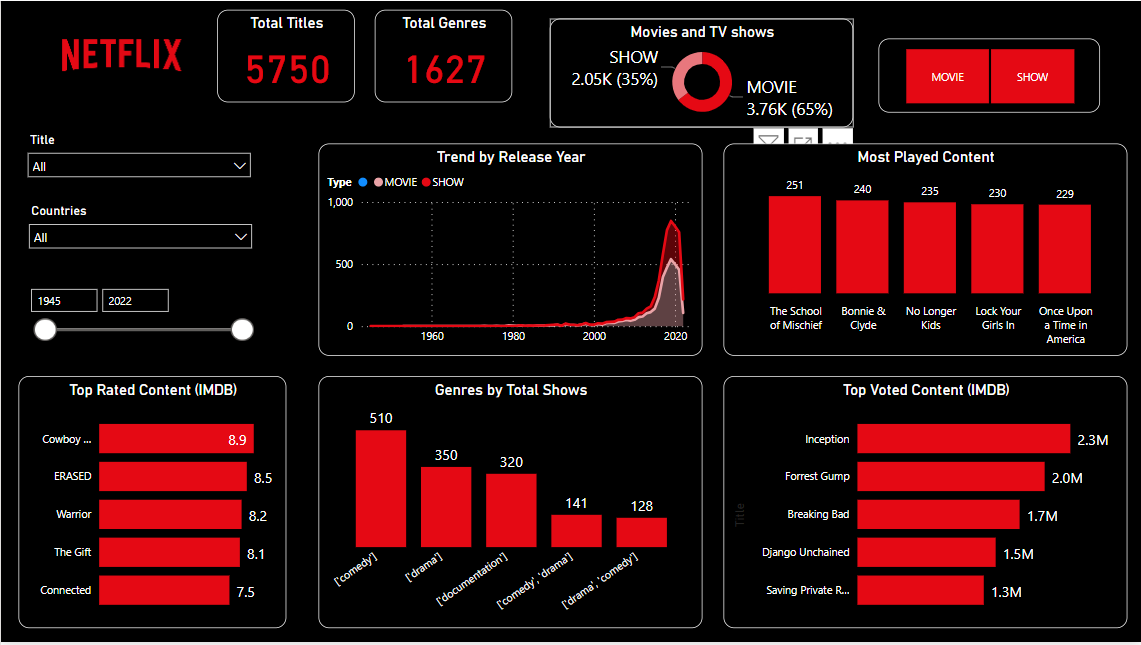 NETFLIX
Total Titles
5750
Total Genres
1627
Movies and TV shows
SHOW
2.05K (35%)
MOVIE
3.76K (65%)
MOVIE
SHOW
Title
All
Countries
All
1945
2022
Trend by Release Year
Type
MOVIE
SHOW
1,000
500
0
1960
1980
2000
2020
Most Played Content
251
240
235
230
229
The School
of Mischief
Bonnie &
Clyde
No Longer
Kids
Lock Your
Girls In
Once Upon
a Time in
America
Top Rated Content (IMDB)
Cowboy ...
8.9
ERASED
8.5
Warrior
8.2
The Gift
8.1
Connected
7.5
Genres by Total Shows
510
350
320
141
128
['comedy']
['drama']
['documentation']
['comedy', 'drama']
['drama', 'comedy']
Top Voted Content (IMDB)
Title
Inception
2.3M
Forrest Gump
2.0M
Breaking Bad
1.7M
Django Unchained
1.5M
Saving Private R...
1.3M